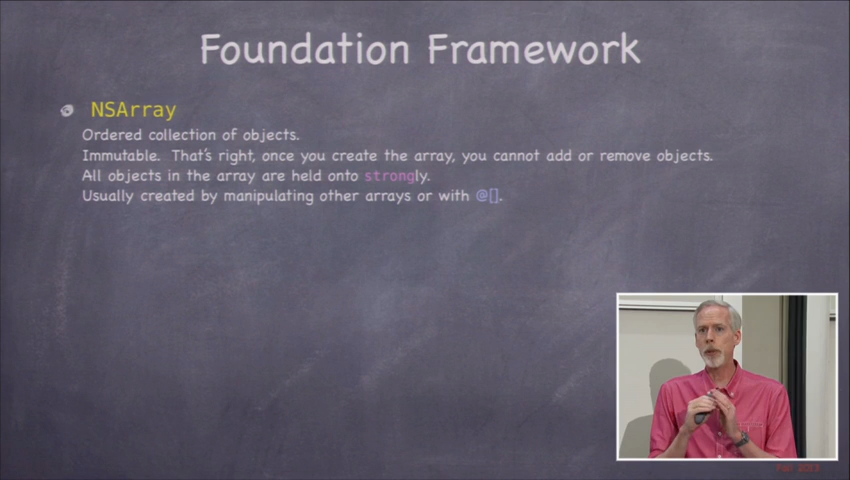 Foundation Framework
NSArray
Ordered collection of objects.
Immutable. That's right, once you create the array, you cannot add or remove objects.
All objects in the array are held onto strongly.
Usually created by manipulating other arrays or with @[].
Fall 2013